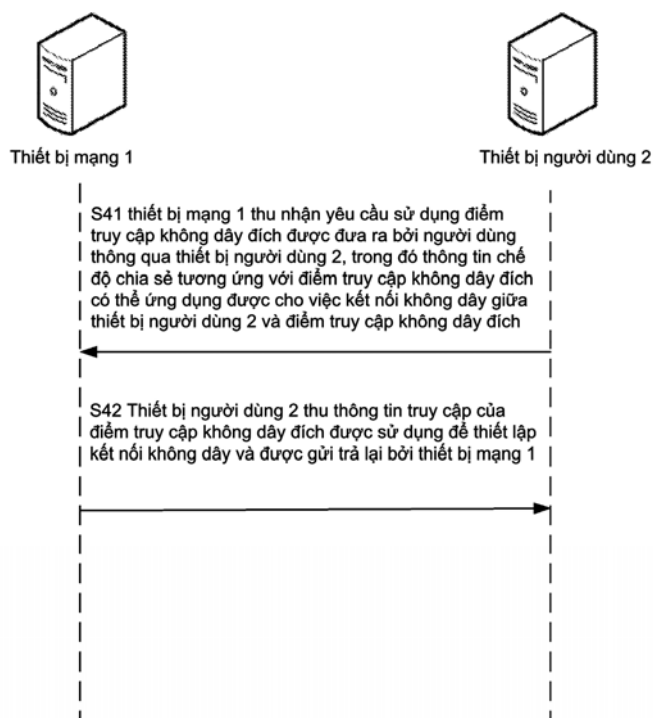 Thiết bị mạng 1
Thiết bị người dùng 2
S41 thiết bị mạng 1 thu nhận yêu cầu sử dụng điểm
truy cập không dây đích được đưa ra bởi người dùng
thông qua thiết bị người dùng 2, trong đó thông tin chế
độ chia sẻ tương ứng với điểm truy cập không dây đích
có thể ứng dụng được cho việc kết nối không dây giữa
thiết bị người dùng 2 và điểm truy cập không dây đích
S42 Thiết bị người dùng 2 thu thông tin truy cập của
điểm truy cập không dây đích được sử dụng để thiết lập
kết nối không dây và được gửi trả lại bởi thiết bị mạng 1